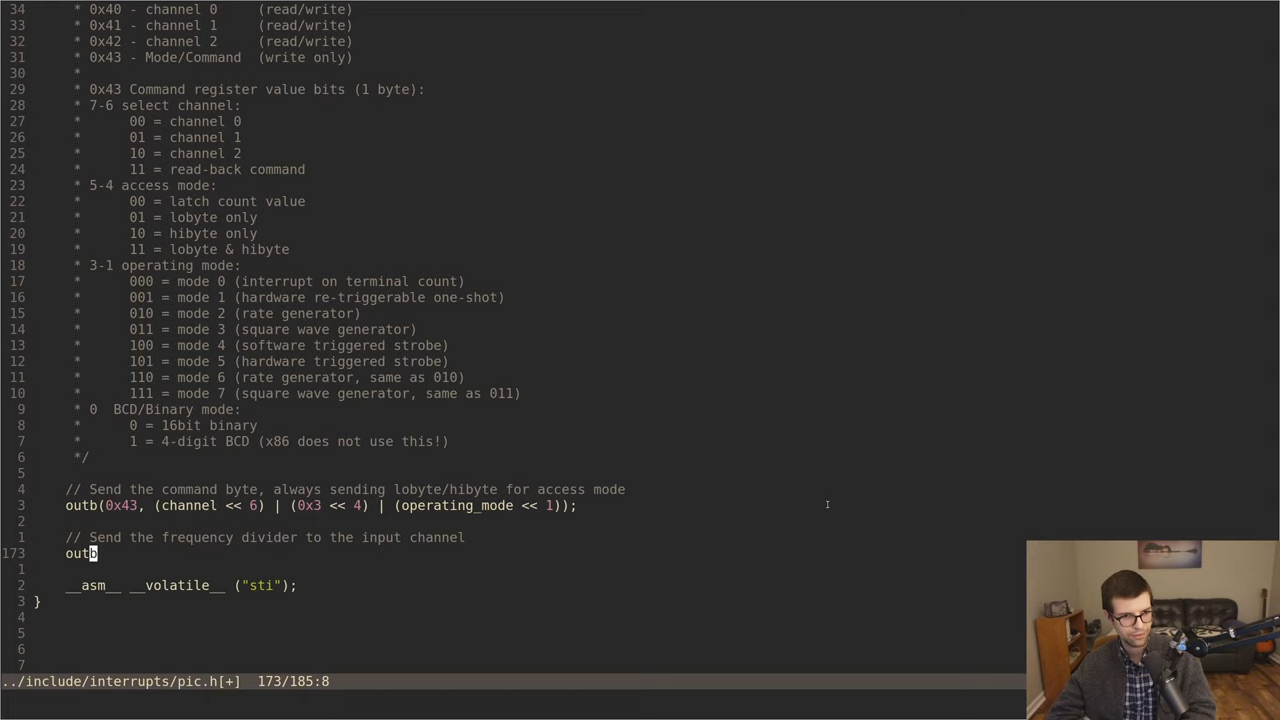 34       * 0x40 - channel 0     (read/write)
33       * 0x41 - channel 1     (read/write)
32       * 0x42 - channel 2     (read/write)
31       * 0x43 - Mode/Command  (write only)
30       *
29       * 0x43 Command register value bits (1 byte):
28       * 7-6 select channel:
27       *      00 = channel 0
26       *      01 = channel 1
25       *      10 = channel 2
24       *      11 = read-back command
23       * 5-4 access mode:
22       *      00 = latch count value
21       *      01 = lobyte only
20       *      10 = hibyte only
19       *      11 = lobyte & hibyte
18       * 3-1 operating mode:
17       *      000 = mode 0 (interrupt on terminal count)
16       *      001 = mode 1 (hardware re-triggerable one-shot)
15       *      010 = mode 2 (rate generator)
14       *      011 = mode 3 (square wave generator)
13       *      100 = mode 4 (software triggered strobe)
12       *      101 = mode 5 (hardware triggered strobe)
11       *      110 = mode 6 (rate generator, same as 010)
10       *      111 = mode 7 (square wave generator, same as 011)
9       * 0  BCD/Binary mode:
8       *      0 = 16bit binary
7       *      1 = 4-digit BCD (x86 does not use this!)
6       */
5
4      // Send the command byte, always sending lobyte/hibyte for access mode
3      outb(0x43, (channel << 6) | (0x3 << 4) | (operating_mode << 1));
2
1      // Send the frequency divider to the input channel
173     outb
1
2      __asm__ __volatile__ ("sti");
3  }
4
5
6
7
../include/interrupts/pic.h[+]  173/185:8